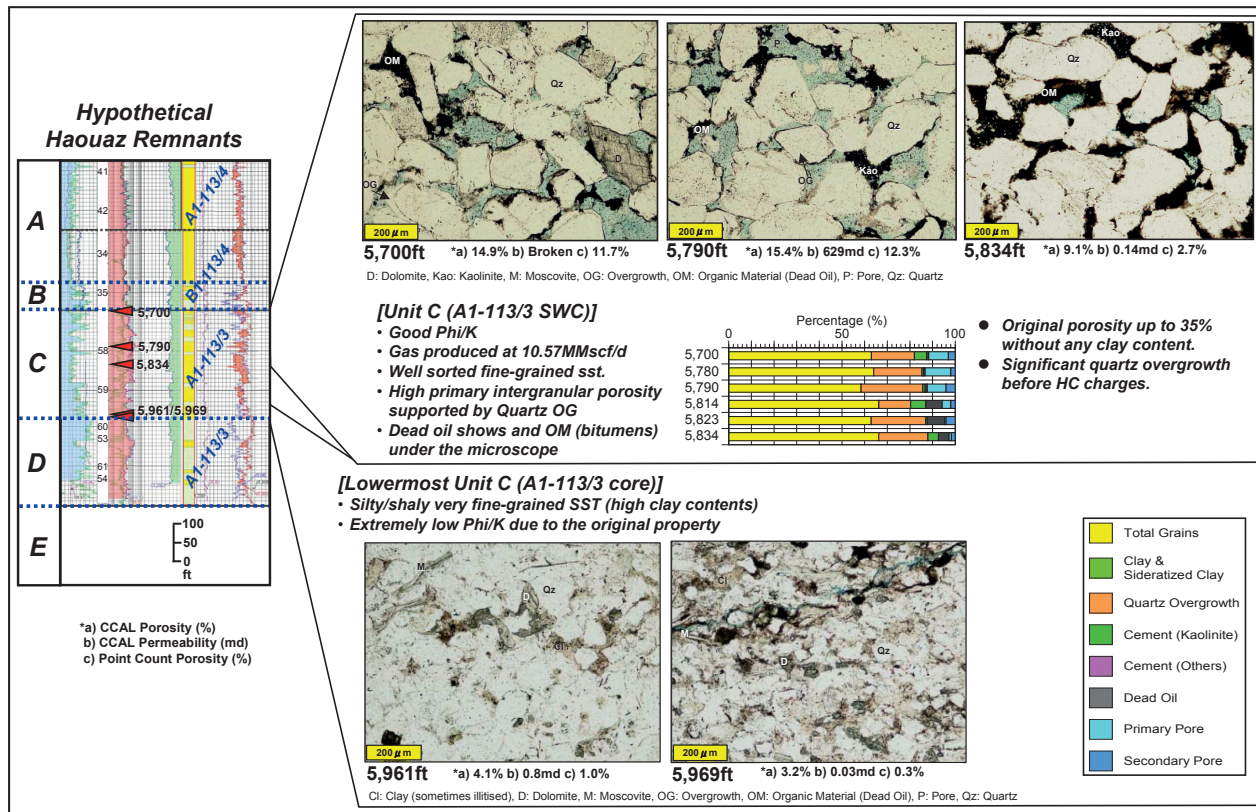 Hypothetical
Haouaz Remnants
A
B
C
D
E
41
42
34
35
58
59
60
53
61
54
A1-113/4
B1-113/4
A1-113/3
A1-113/3
5,700
5,790
5,834
5,961/5,969
100
50
0
ft
*a) CCAL Porosity (%)
b) CCAL Permeability (md)
c) Point Count Porosity (%)
OM
Qz
D
OG
200μm
5,700ft
*a) 14.9% b) Broken c) 11.7%
P
OM
Qz
Kao
OG
200μm
5,790ft
*a) 15.4% b) 629md c) 12.3%
Kao
Qz
OM
200μm
5,834ft
*a) 9.1% b) 0.14md c) 2.7%
D: Dolomite, Kao: Kaolinite, M: Moscovite, OG: Overgrowth, OM: Organic Material (Dead Oil), P: Pore, Qz: Quartz
[Unit C (A1-113/3 SWC)]
• Good Phi/K
• Gas produced at 10.57MMscf/d
• Well sorted fine-grained sst.
• High primary intergranular porosity
supported by Quartz OG
• Dead oil shows and OM (bitumens)
under the microscope
Percentage (%)
0 50 100
5,700
5,780
5,790
5,814
5,823
5,834
● Original porosity up to 35%
without any clay content.
● Significant quartz overgrowth
before HC charges.
[Lowermost Unit C (A1-113/3 core)]
• Silty/shaly very fine-grained SST (high clay contents)
• Extremely low Phi/K due to the original property
M
Qz
D
Cl
200μm
5,961ft
*a) 4.1% b) 0.8md c) 1.0%
Cl
M
Qz
D
200μm
5,969ft
*a) 3.2% b) 0.03md c) 0.3%
Cl: Clay (sometimes illitised), D: Dolomite, M: Moscovite, OG: Overgrowth, OM: Organic Material (Dead Oil), P: Pore, Qz: Quartz
Total Grains
Clay &
Sideratized Clay
Quartz Overgrowth
Cement (Kaolinite)
Cement (Others)
Dead Oil
Primary Pore
Secondary Pore